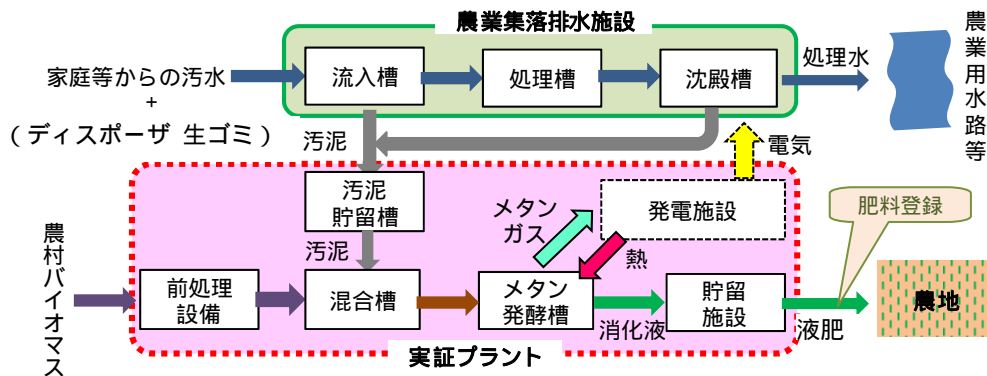 農業集落排水施設
家庭等からの汚水
+
（ディスポーザ 生ゴミ）
流入槽
処理槽
沈殿槽
処理水
農業用水路等
汚泥
電気
汚泥
貯留槽
メタン
ガス
発電施設
肥料登録
汚泥
熱
農村バイオマス
前処理
設備
混合槽
メタン
発酵槽
消化液
貯留
施設
液肥
農地
実証プラント